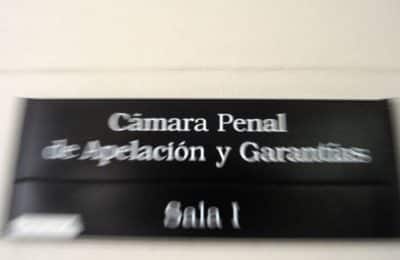 Cámara Penal
de Apelación y Garantías
Sala I